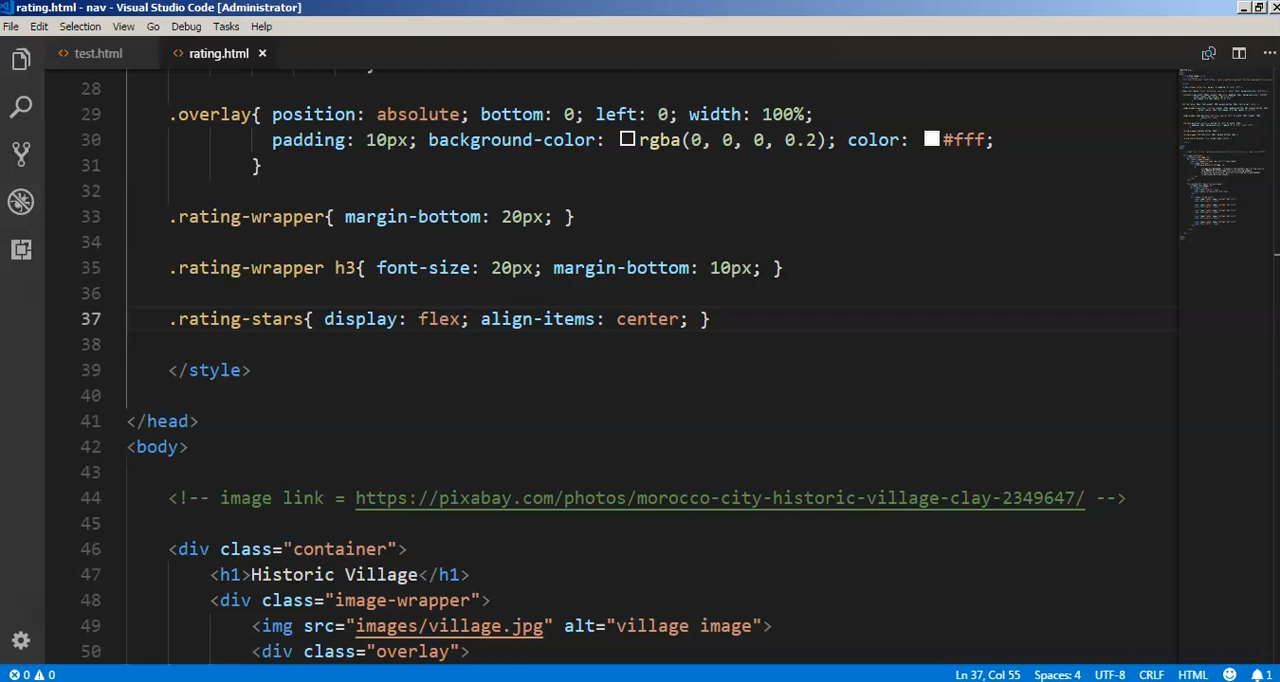 rating.html - nav - Visual Studio Code [Administrator]
File Edit Selection View Go Debug Tasks Help
test.html rating.html
28
29 .overlay{ position: absolute; bottom: 0; left: 0; width: 100%;
30 padding: 10px; background-color: rgba(0, 0, 0, 0.2); color: #fff;
31 }
32
33 .rating-wrapper{ margin-bottom: 20px; }
34
35 .rating-wrapper h3{ font-size: 20px; margin-bottom: 10px; }
36
37 .rating-stars{ display: flex; align-items: center; }
38
39 </style>
40
41 </head>
42 <body>
43
44 <!-- image link = https://pixabay.com/photos/morocco-city-historic-village-clay-2349647/ -->
45
46 <div class="container">
47 <h1>Historic Village</h1>
48 <div class="image-wrapper">
49 <img src="images/village.jpg" alt="village image">
50 <div class="overlay">
0 0 Ln 37, Col 55 Spaces: 4 UTF-8 CRLF HTML 1